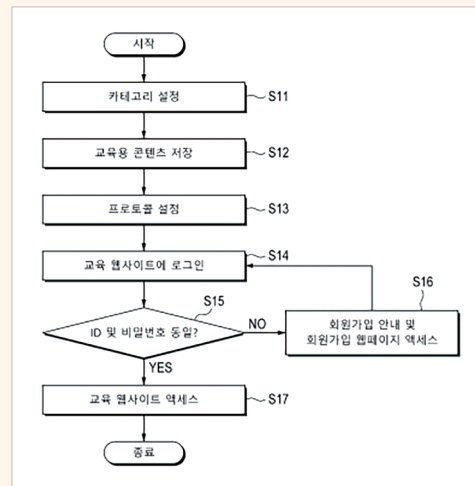 시작
카테고리 설정
S11
교육용 콘텐츠 저장
S12
프로토콜 설정
S13
교육 웹사이트에 로그인
S14
ID 및 비밀번호 동일?
S15
NO
회원가입 안내 및
회원가입 웹페이지 액세스
S16
YES
교육 웹사이트 액세스
S17
종료